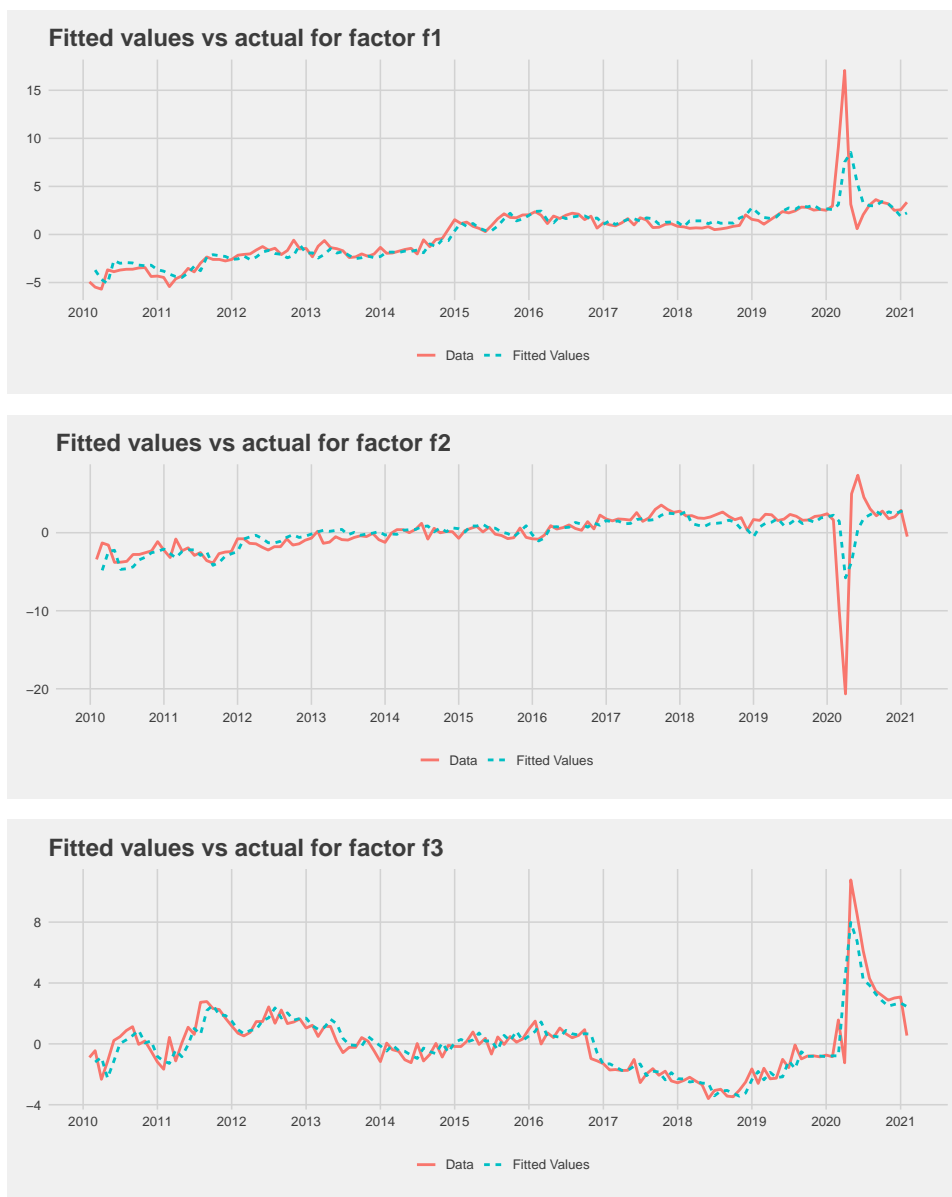 Fitted values vs actual for factor f1
15
10
5
0
−5
2010 2011 2012 2013 2014 2015 2016 2017 2018 2019 2020 2021
Data Fitted Values
Fitted values vs actual for factor f2
0
−10
−20
2010 2011 2012 2013 2014 2015 2016 2017 2018 2019 2020 2021
Data Fitted Values
Fitted values vs actual for factor f3
8
4
0
−4
2010 2011 2012 2013 2014 2015 2016 2017 2018 2019 2020 2021
Data Fitted Values